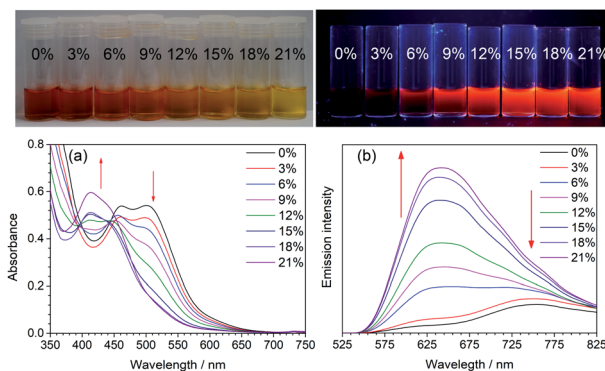 0% 3% 6% 9% 12% 15% 18% 21%
0% 3% 6% 9% 12% 15% 18% 21%
(a)
0%
3%
6%
9%
12%
15%
18%
21%
Absorbance
0.8
0.6
0.4
0.2
0.0
350 400 450 500 550 600 650 700 750
Wavelength / nm
(b)
0%
3%
6%
9%
12%
15%
18%
21%
Emission intensity
525 575 625 675 725 775 825
Wavelegth / nm